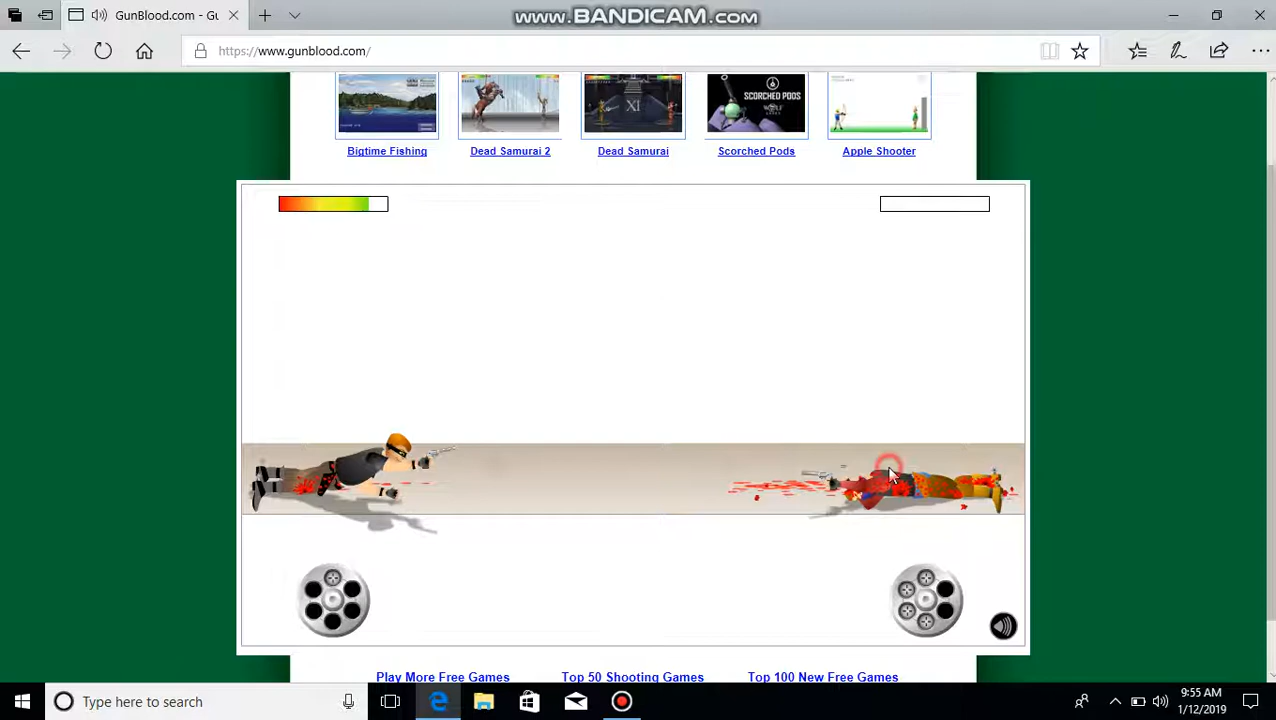 www.BANDICAM.com
GunBlood.com - Gu
https://www.gunblood.com/
SCORCHED PODS
XI
Bigtime Fishing
Dead Samurai 2
Dead Samurai
Scorched Pods
Apple Shooter
Play More Free Games
Top 50 Shooting Games
Top 100 New Free Games
Type here to search
9:55 AM
1/12/2019